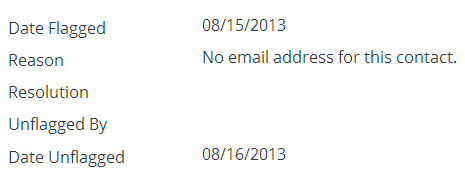 Date Flagged 08/15/2013
Reason No email address for this contact.
Resolution
Unflagged By
Date Unflagged 08/16/2013